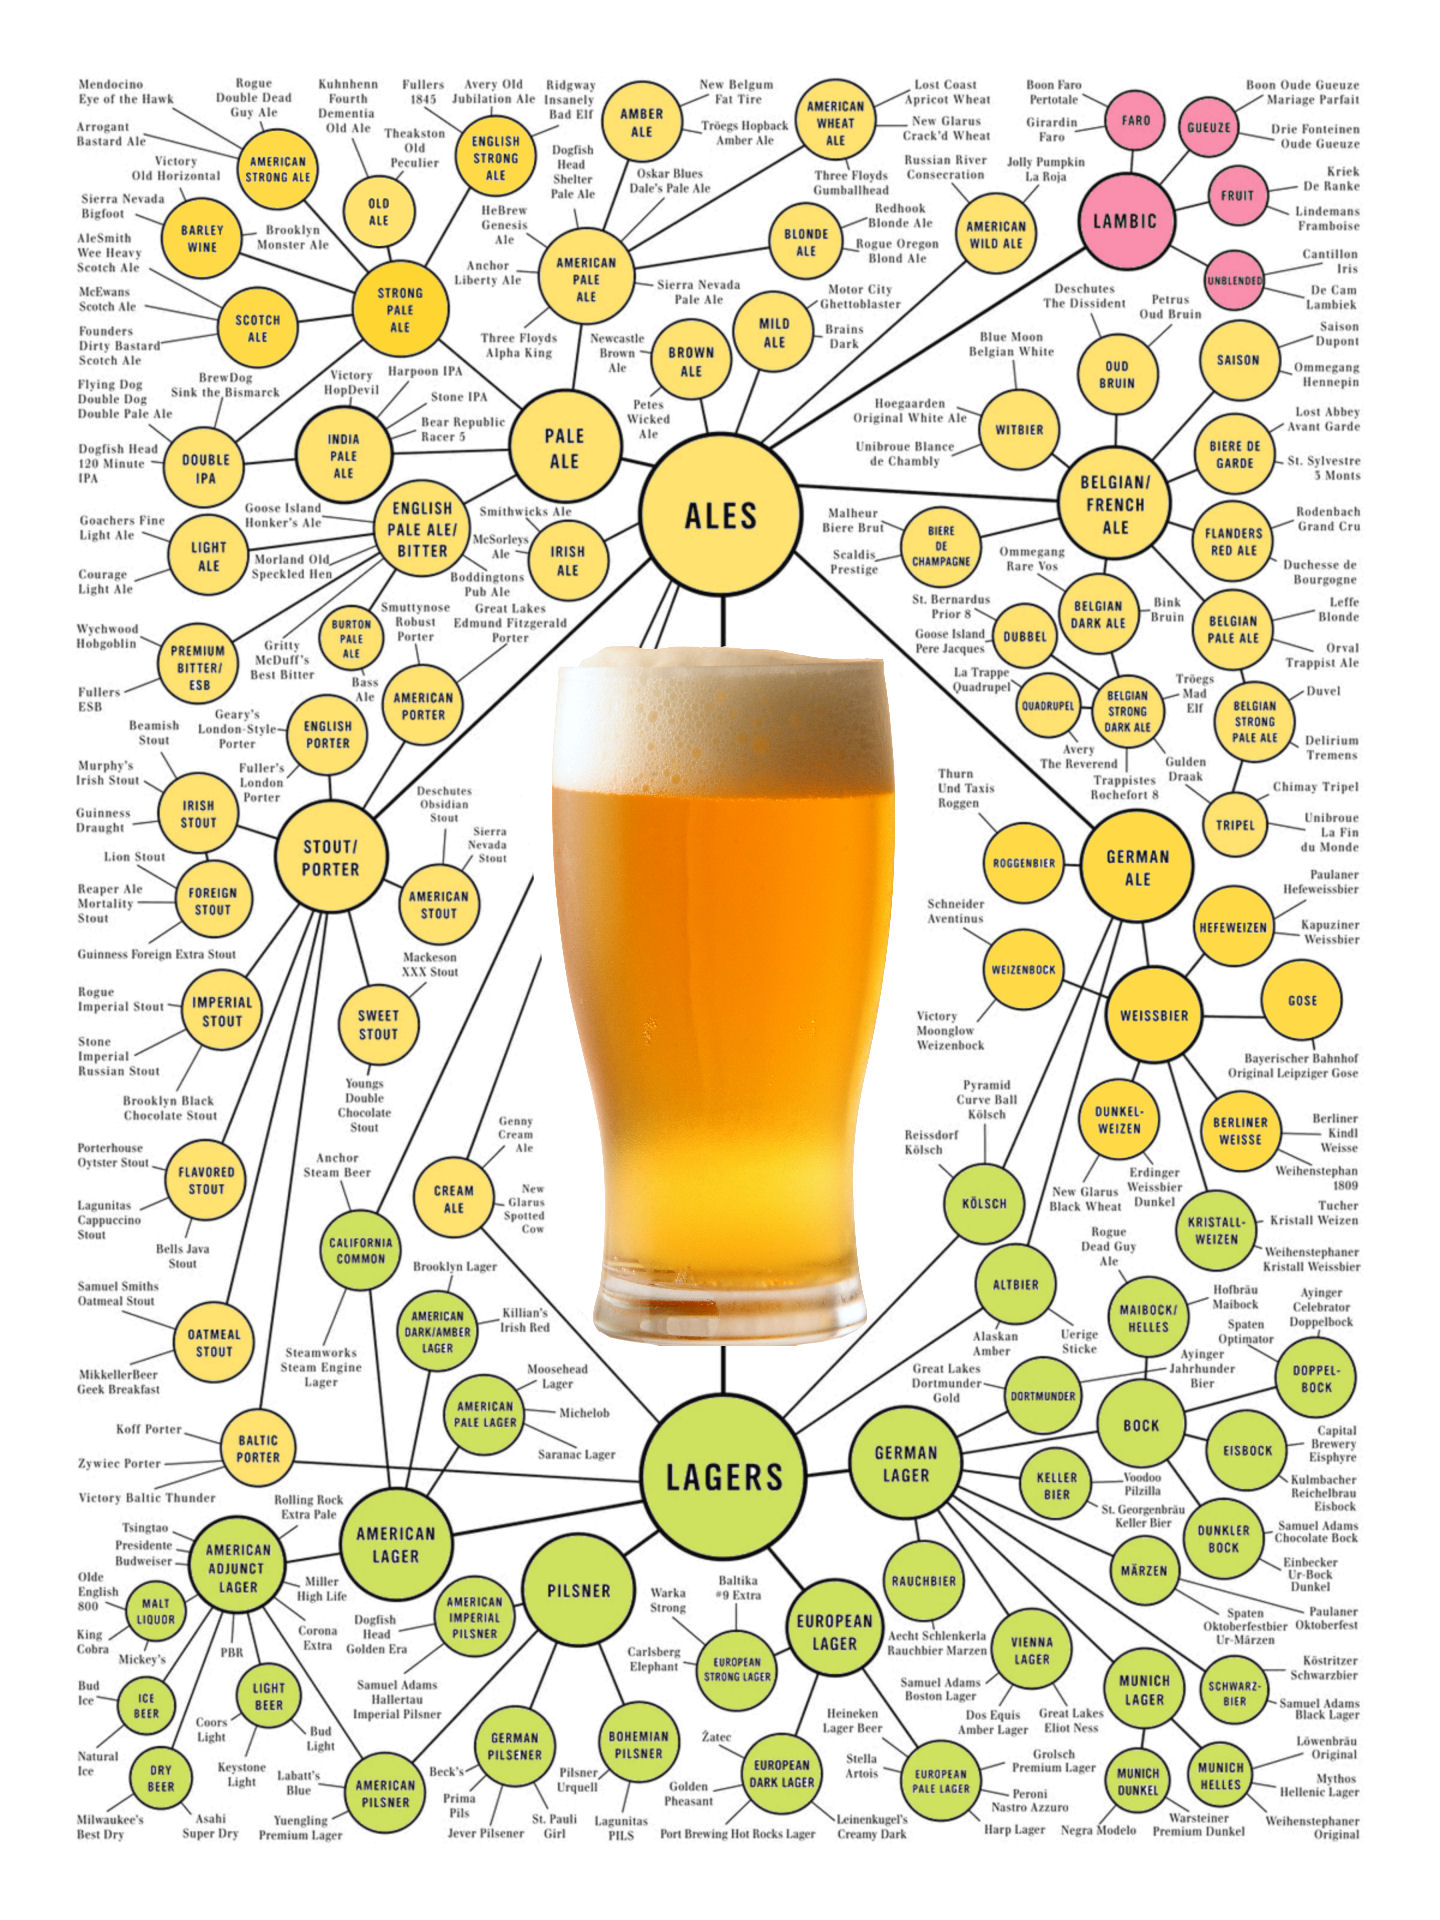 Mendocino
Eye of the Hawk
Rogue
Double Dead
Guy Ale
Kuhnhenn
Fourth
Dementia
Old Ale
Fullers
1845
Avery Old
Jubilation Ale
Ridgway
Insanely
Bad Elf
AMBER
ALE
New Belgum
Fat Tire
Tröegs Hopback
Amber Ale
AMERICAN
WHEAT
ALE
Lost Coast
Apricot Wheat
New Glarus
Crack'd Wheat
Three Floyds
Gumballhead
Boon Faro
Pertotale
Girardin
Faro
FARO
GUEUZE
Boon Oude Gueuze
Mariage Parfait
Drie Fonteinen
Oude Gueuze
Arrogant
Bastard Ale
AMERICAN
STRONG ALE
Theakston
Old
Peculier
ENGLISH
STRONG
ALE
Dogfish
Head
Shelter
Pale Ale
Oskar Blues
Dale's Pale Ale
Russian River
Consecration
Jolly Pumpkin
La Roja
Victory
Old Horizontal
OLD
ALE
LAMBIC
FRUIT
Kriek
De Ranke
Lindemans
Framboise
Sierra Nevada
Bigfoot
BARLEY
WINE
Brooklyn
Monster Ale
HeBrew
Genesis
Ale
BLONDE
ALE
Redhook
Blonde Ale
Rogue Oregon
Blond Ale
AMERICAN
WILD ALE
AleSmith
Wee Heavy
Scotch Ale
Anchor
Liberty Ale
AMERICAN
PALE
ALE
Sierra Nevada
Pale Ale
UNBLENDED
Cantillon
Iris
De Cam
Lambiek
McEwans
Scotch Ale
Founders
Dirty Bastard
Scotch Ale
SCOTCH
ALE
STRONG
PALE
ALE
Three Floyds
Alpha King
Newcastle
Brown
Ale
BROWN
ALE
Petes
Wicked
Ale
MILD
ALE
Motor City
Ghettoblaster
Brains
Dark
Deschutes
The Dissident
Petrus
Oud Bruin
OUD
BRUIN
SAISON
Saison
Dupont
Ommegang
Hennepin
Blue Moon
Belgian White
Hoegaarden
Original White Ale
Unibroue Blance
de Chambly
WITBIER
Flying Dog
Double Dog
Double Pale Ale
BrewDog
Sink the Bismarck
Victory
HopDevil
Harpoon IPA
Stone IPA
Bear Republic
Racer 5
Dogfish Head
120 Minute
IPA
DOUBLE
IPA
INDIA
PALE
ALE
PALE
ALE
ALES
BELGIAN/
FRENCH
ALE
BIERE DE
GARDE
Lost Abbey
Avant Garde
St. Sylvestre
3 Monts
Goachers Fine
Light Ale
Courage
Light Ale
LIGHT
ALE
Goose Island
Honker's Ale
Morland Old
Speckled Hen
ENGLISH
PALE ALE/
BITTER
Smithwicks Ale
McSorleys
Ale
IRISH
ALE
Boddingtons
Pub Ale
Malheur
Biere Brut
Scaldis
Prestige
BIERE
DE
CHAMPAGNE
FLANDERS
RED ALE
Rodenbach
Grand Cru
Duchesse de
Bourgogne
Ommegang
Rare Vos
BELGIAN
DARK ALE
Bink
Bruin
BELGIAN
PALE ALE
Leffe
Blonde
Orval
Trappist Ale
Wychwood
Hobgoblin
Fullers
ESB
PREMIUM
BITTER/
ESB
Gritty
McDuff's
Best Bitter
BURTON
PALE
ALE
Bass
Ale
Smuttynose
Robust
Porter
Great Lakes
Edmund Fitzgerald
Porter
AMERICAN
PORTER
St. Bernardus
Prior 8
Goose Island
Pere Jacques
DUBBEL
La Trappe
Quadrupel
QUADRUPEL
BELGIAN
STRONG
DARK ALE
Tröegs
Mad
Elf
Avery
The Reverend
Trappistes
Rochefort 8
Gulden
Draak
BELGIAN
STRONG
PALE ALE
Duvel
Delirium
Tremens
TRIPEL
Chimay Tripel
Unibroue
La Fin
du Monde
Beamish
Stout
Geary's
London-Style
Porter
ENGLISH
PORTER
Fuller's
London
Porter
Murphy's
Irish Stout
Guinness
Draught
IRISH
STOUT
STOUT/
PORTER
Deschutes
Obsidian
Stout
Sierra
Nevada
Stout
AMERICAN
STOUT
Thurn
Und Taxis
Roggen
ROGGENBIER
GERMAN
ALE
Lion Stout
Reaper Ale
Mortality
Stout
FOREIGN
STOUT
Guinness Foreign Extra Stout
Schneider
Aventinus
WEIZENBOCK
Victory
Moonglow
Weizenbock
HEFEWEIZEN
Paulaner
Hefeweissbier
Kapuziner
Weissbier
Mackeson
XXX Stout
SWEET
STOUT
Youngs
Double
Chocolate
Stout
Rogue
Imperial Stout
Stone
Imperial
Russian Stout
IMPERIAL
STOUT
Brooklyn Black
Chocolate Stout
WEISSBIER
GOSE
Bayerischer Bahnhof
Original Leipziger Gose
Porterhouse
Oytster Stout
Lagunitas
Cappuccino
Stout
FLAVORED
STOUT
Bells Java
Stout
Anchor
Steam Beer
CALIFORNIA
COMMON
Steamworks
Steam Engine
Lager
Genny
Cream
Ale
CREAM
ALE
New
Glarus
Spotted
Cow
Pyramid
Curve Ball
Kölsch
Reissdorf
Kölsch
KÖLSCH
DUNKEL-
WEIZEN
New Glarus
Black Wheat
Erdinger
Weissbier
Dunkel
BERLINER
WEISSE
Berliner
Kindl
Weisse
Weihenstephan
1809
KRISTALL-
WEIZEN
Tucher
Kristall Weizen
Weihenstephaner
Kristall Weissbier
Samuel Smiths
Oatmeal Stout
MikkellerBeer
Geek Breakfast
OATMEAL
STOUT
Brooklyn Lager
AMERICAN
DARK/AMBER
LAGER
Killian's
Irish Red
ALTBIER
Alaskan
Amber
Uerige
Sticke
Rogue
Dead Guy
Ale
MAIBOCK/
HELLES
Hofbräu
Maibock
Spaten
Optimator
Ayinger
Celebrator
Doppelbock
DOPPEL-
BOCK
Koff Porter
Zywiec Porter
Victory Baltic Thunder
BALTIC
PORTER
AMERICAN
PALE LAGER
Moosehead
Lager
Michelob
Saranac Lager
LAGERS
GERMAN
LAGER
Great Lakes
Dortmunder
Gold
DORTMUNDER
Ayinger
Jahrhunder
Bier
BOCK
EISBOCK
Capital
Brewery
Eisphyre
Kulmbacher
Reichelbrau
Eisbock
KELLER
BIER
Voodoo
Pilzilla
St. Georgenbräu
Keller Bier
DUNKLER
BOCK
Samuel Adams
Chocolate Bock
Einbecker
Ur-Bock
Dunkel
Tsingtao
Presidente
Budweiser
Rolling Rock
Extra Pale
AMERICAN
ADJUNCT
LAGER
Miller
High Life
Corona
Extra
PBR
AMERICAN
LAGER
PILSNER
EUROPEAN
LAGER
RAUCHBIER
Aecht Schlenkerla
Rauchbier Marzen
MÄRZEN
Spaten
Oktoberfestbier
Ur-Märzen
Paulaner
Oktoberfest
Olde
English
800
King
Cobra
MALT
LIQUOR
Mickey's
Dogfish
Head
Golden Era
AMERICAN
IMPERIAL
PILSNER
Samuel Adams
Hallertau
Imperial Pilsner
Warka
Strong
Baltika
#9 Extra
Carlsberg
Elephant
EUROPEAN
STRONG LAGER
VIENNA
LAGER
Samuel Adams
Boston Lager
Dos Equis
Amber Lager
Great Lakes
Eliot Ness
MUNICH
LAGER
SCHWARZ-
BIER
Köstritzer
Schwarzbier
Samuel Adams
Black Lager
Bud
Ice
Natural
Ice
ICE
BEER
LIGHT
BEER
Coors
Light
Keystone
Light
Bud
Light
DRY
BEER
Milwaukee's
Best Dry
Asahi
Super Dry
AMERICAN
PILSNER
Labatt's
Blue
Yuengling
Premium Lager
GERMAN
PILSENER
Beck's
Prima
Pils
Jever Pilsener
St. Pauli
Girl
BOHEMIAN
PILSNER
Pilsner
Urquell
Lagunitas
PILS
EUROPEAN
DARK LAGER
Žatec
Golden
Pheasant
Port Brewing Hot Rocks Lager
Leinenkugel's
Creamy Dark
EUROPEAN
PALE LAGER
Heineken
Lager Beer
Stella
Artois
Grolsch
Premium Lager
Peroni
Nastro Azzuro
Harp Lager
MUNICH
DUNKEL
Negra Modelo
Warsteiner
Premium Dunkel
MUNICH
HELLES
Löwenbräu
Original
Mythos
Hellenic Lager
Weihenstephaner
Original